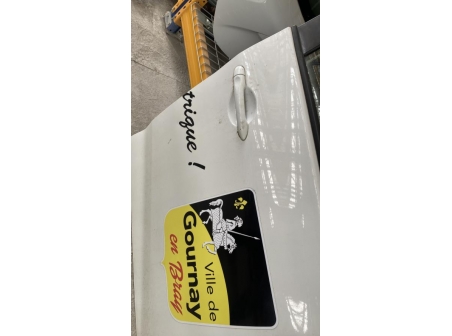 trique !
Ville de
Gournay
en Bray